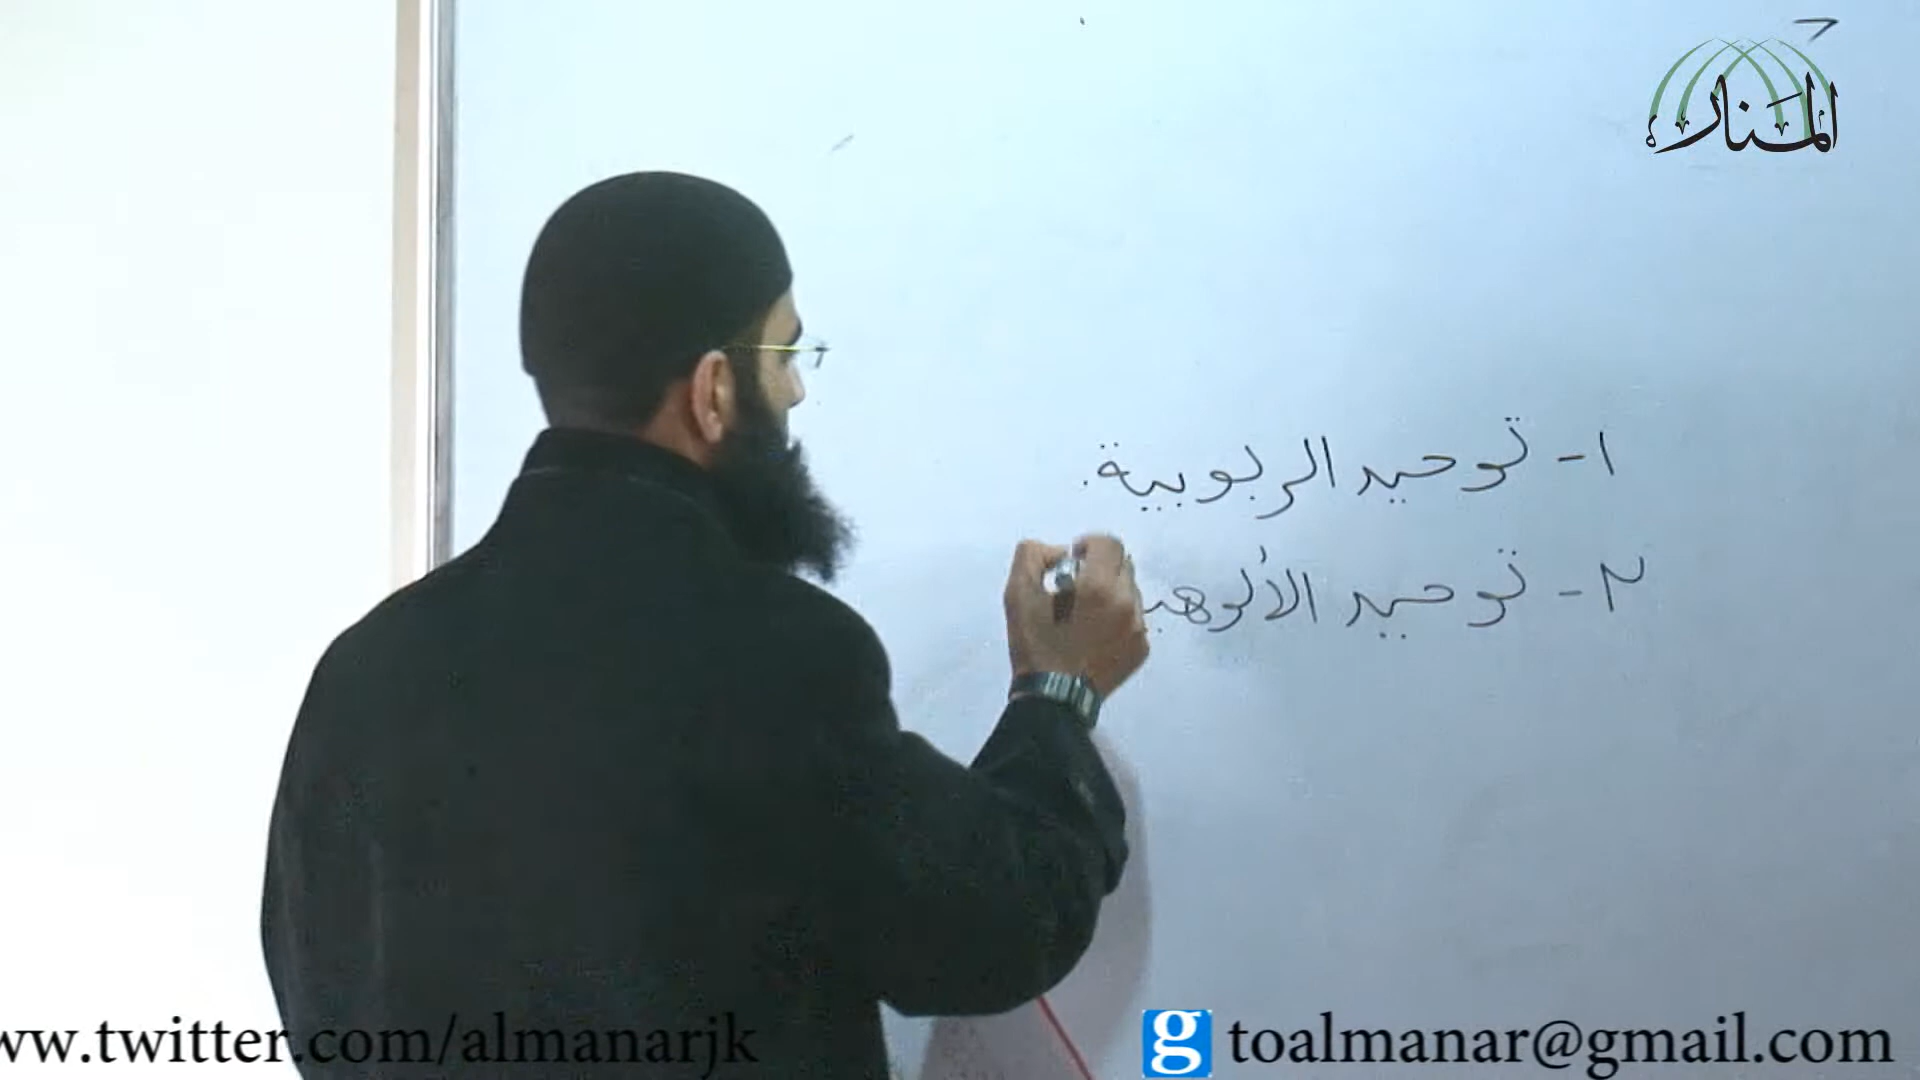 المنار
١- توحيد الربوبية.
٢- توحيد الألوهي
ww.twitter.com/almanarjk
g toalmanar@gmail.com